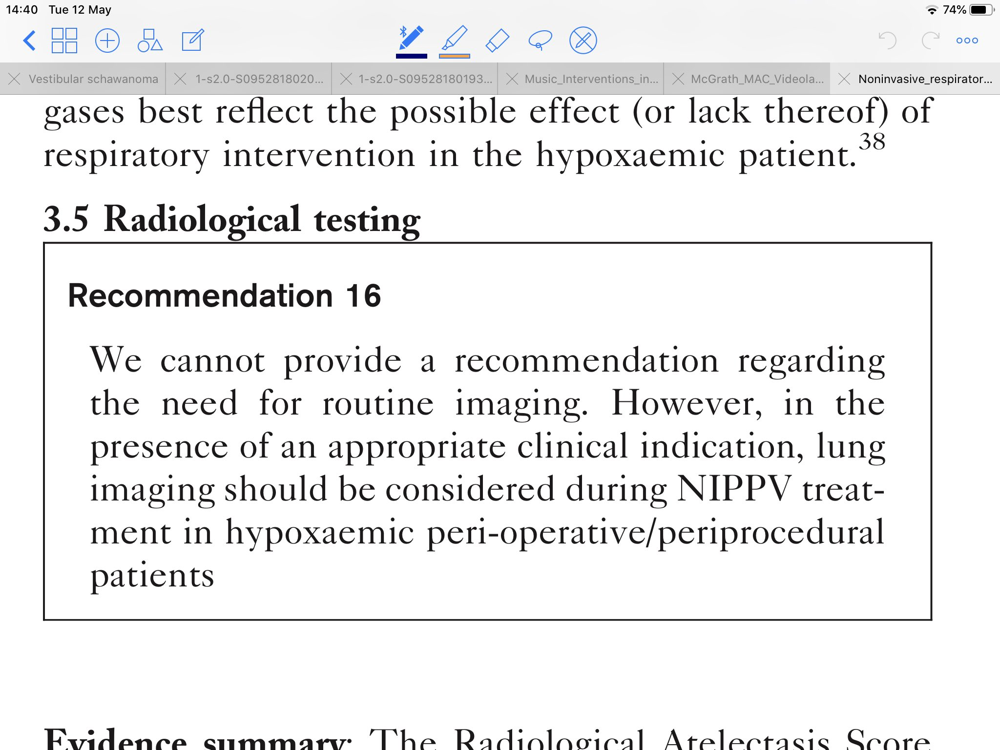 14:40 Tue 12 May 74%
Vestibular schawanoma 1-s2.0-S0952818020... 1-s2.0-S09528180193... Music_Interventions_in... McGrath_MAC_Videola... Noninvasive_respirator...
gases best reflect the possible effect (or lack thereof) of
respiratory intervention in the hypoxaemic patient.38
3.5 Radiological testing
Recommendation 16
We cannot provide a recommendation regarding
the need for routine imaging. However, in the
presence of an appropriate clinical indication, lung
imaging should be considered during NIPPV treat-
ment in hypoxaemic peri-operative/periprocedural
patients
Evidence summary: The Radiological Atelectasis Score